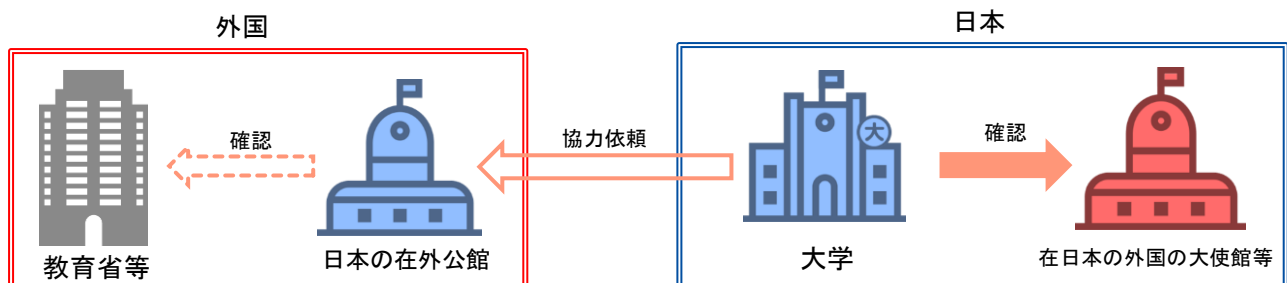 外国
日本
確認
協力依頼
大
確認
教育省等
日本の在外公館
大学
在日本の外国の大使館等